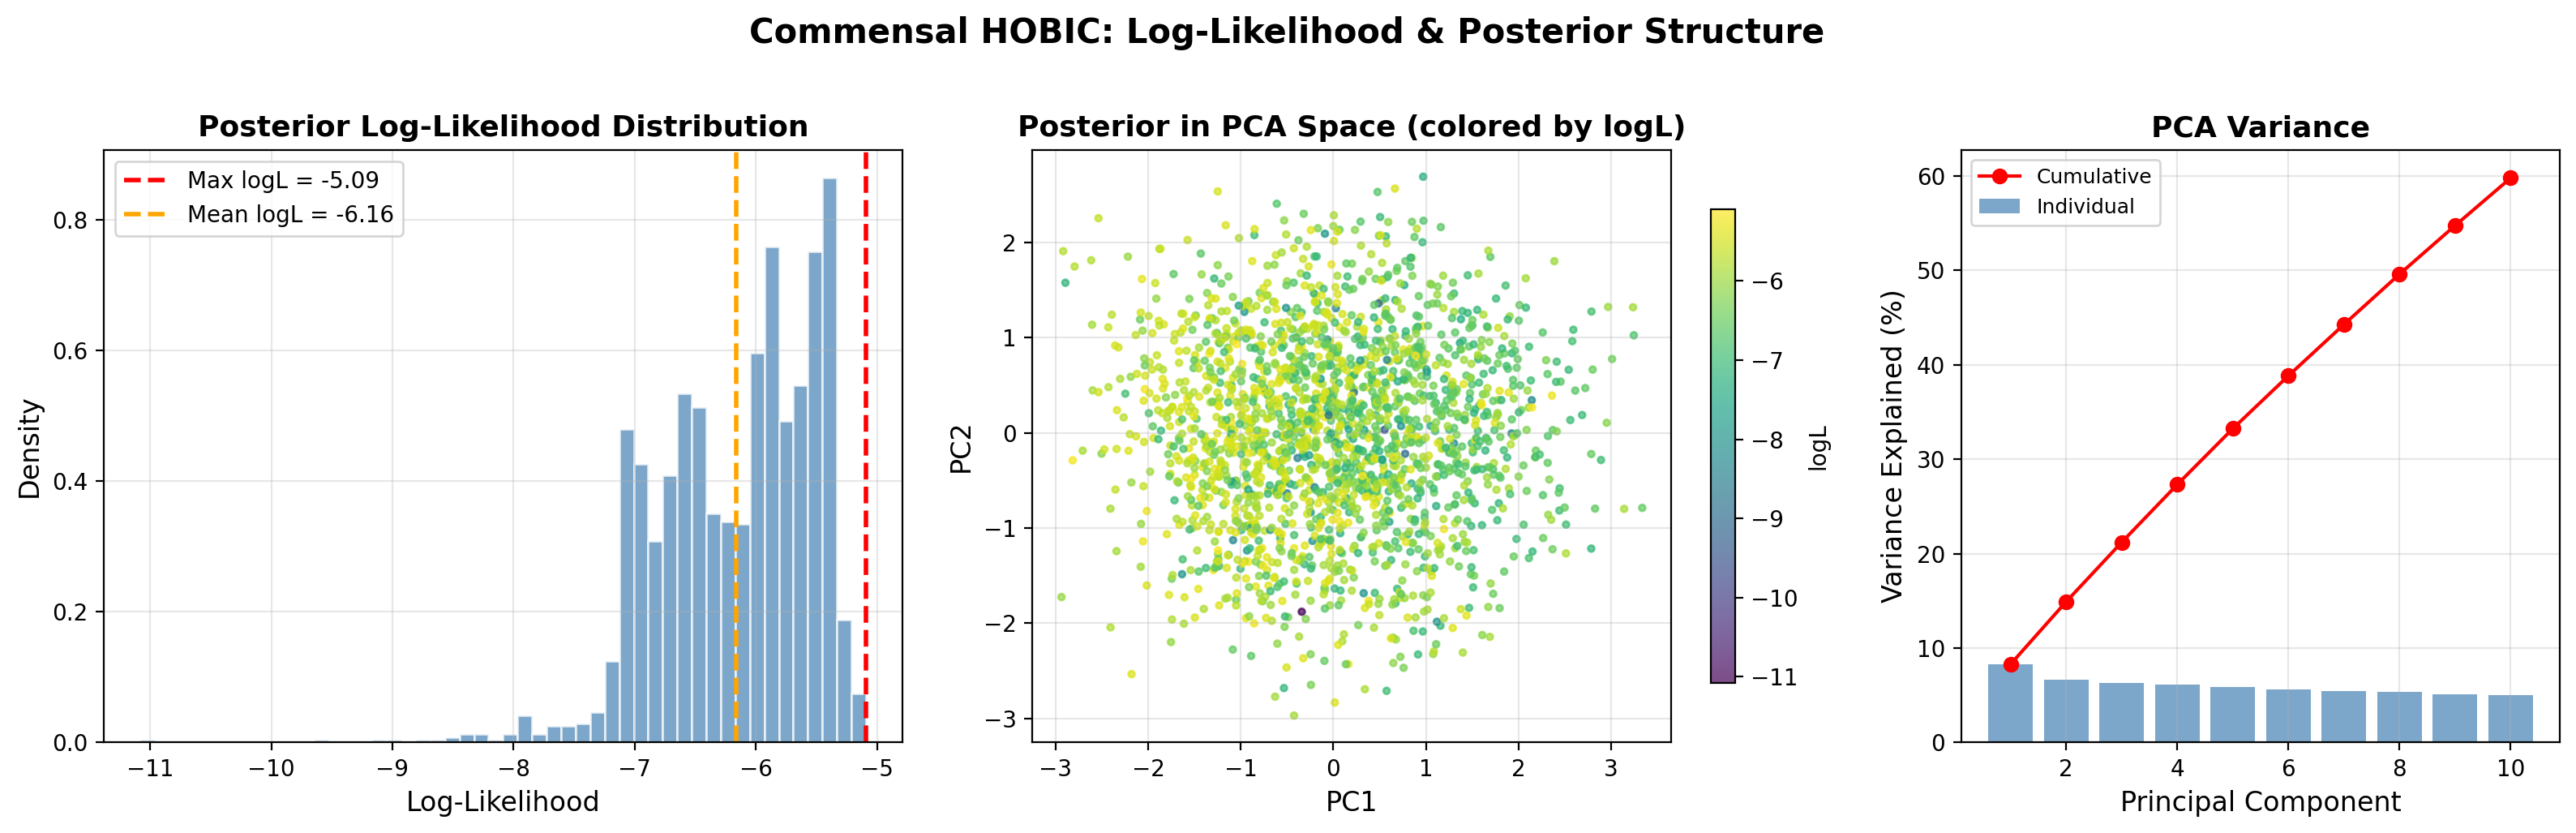 Commensal HOBIC: Log-Likelihood & Posterior Structure
Posterior Log-Likelihood Distribution
Max logL = -5.09
Mean logL = -6.16
Density
0.8
0.6
0.4
0.2
0.0
−11 −10 −9 −8 −7 −6 −5
Log-Likelihood
Posterior in PCA Space (colored by logL)
PC2
2
1
0
−1
−2
−3
−3 −2 −1 0 1 2 3
PC1
−6
−7
−8
−9
−10
−11
logL
PCA Variance
Cumulative
Individual
Variance Explained (%)
60
50
40
30
20
10
0
2 4 6 8 10
Principal Component